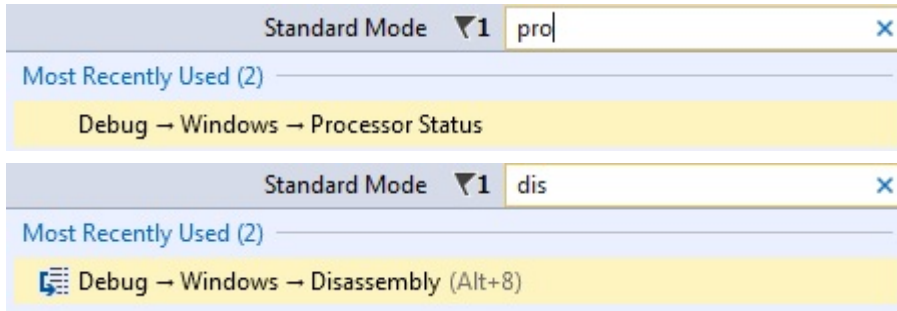 Standard Mode 1 pro
Most Recently Used (2)
Debug → Windows → Processor Status
Standard Mode 1 dis
Most Recently Used (2)
Debug → Windows → Disassembly (Alt+8)